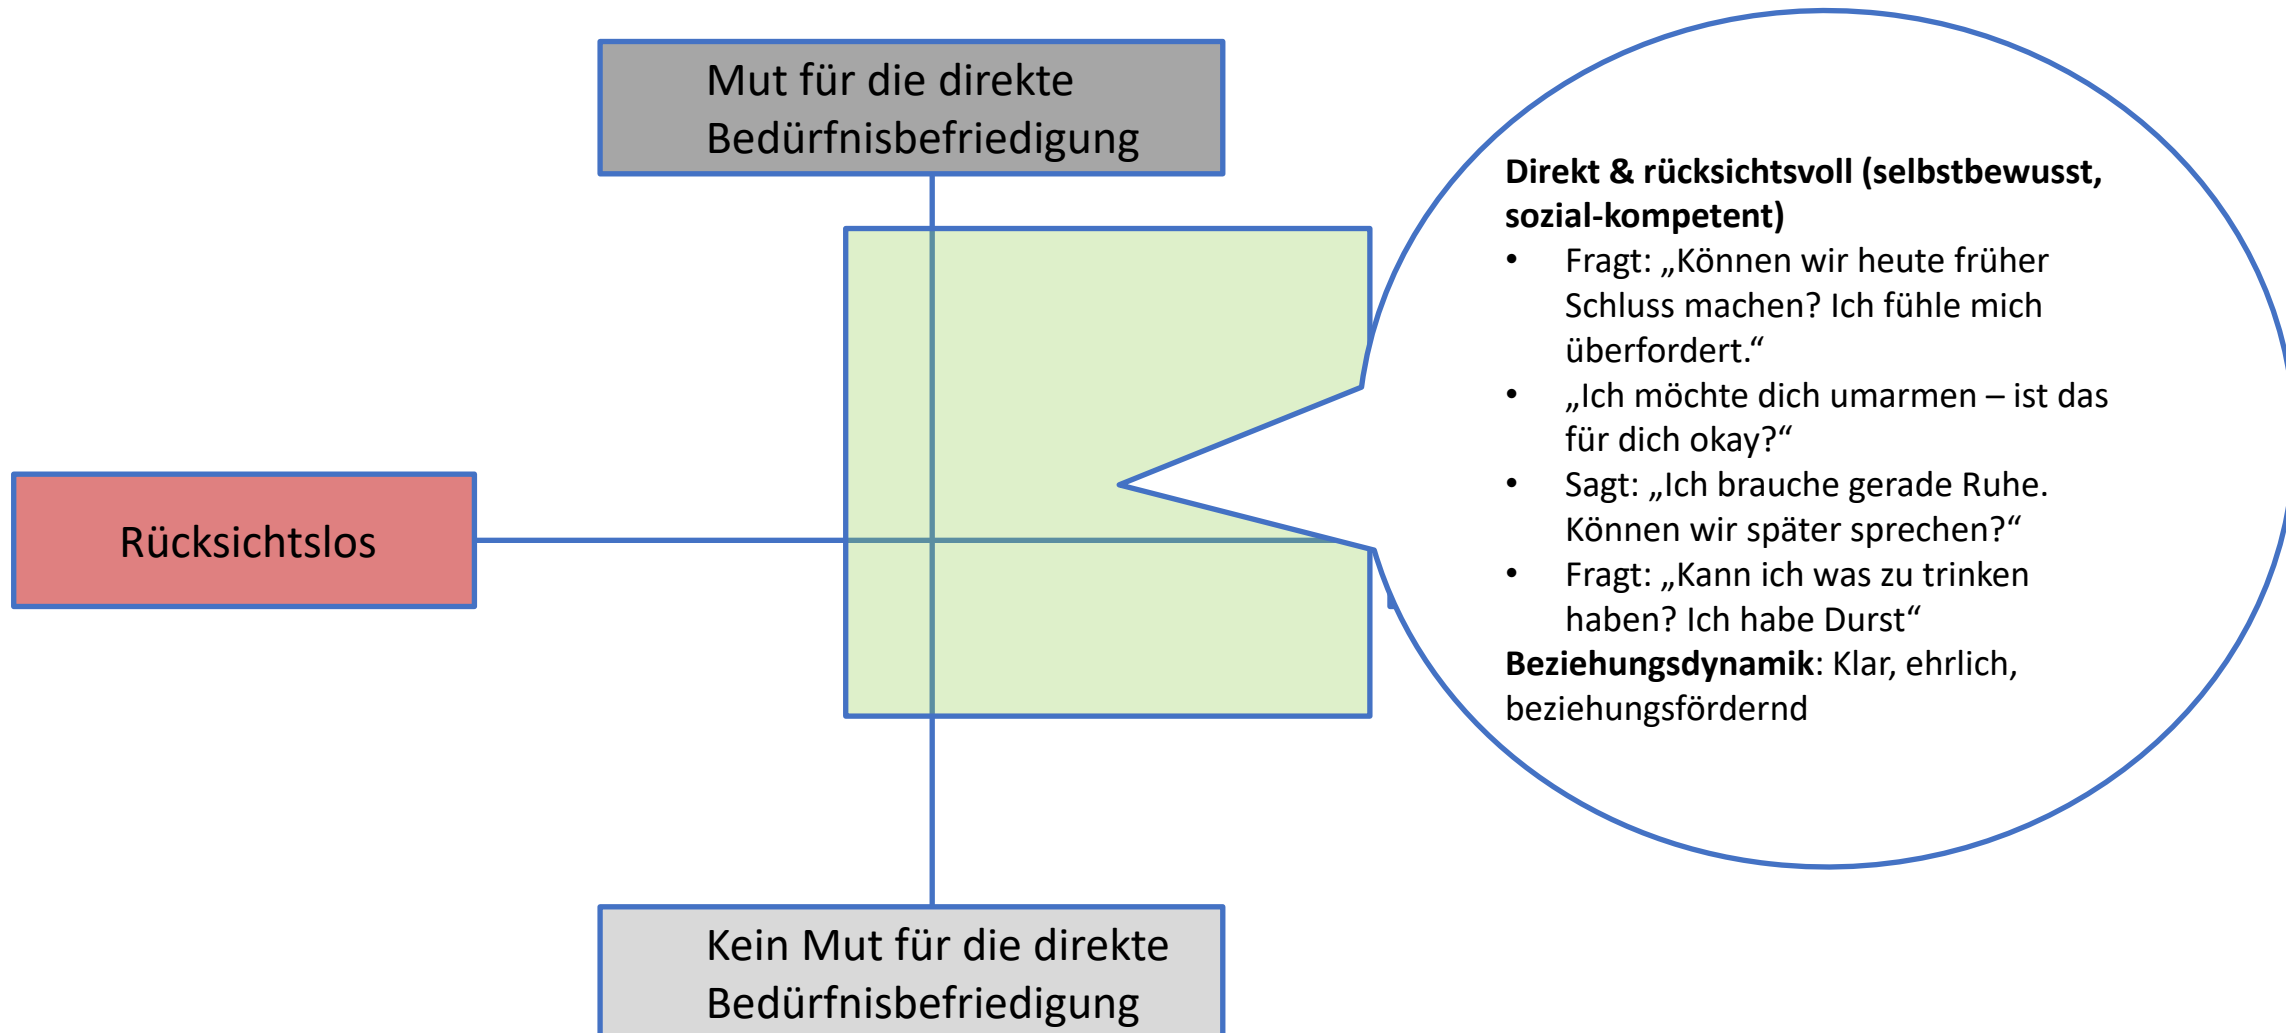 Mut für die direkte
Bedürfnisbefriedigung
Direkt & rücksichtsvoll (selbstbewusst,
sozial-kompetent)
• Fragt: „Können wir heute früher
Schluss machen? Ich fühle mich
überfordert.“
• „Ich möchte dich umarmen – ist das
für dich okay?“
• Sagt: „Ich brauche gerade Ruhe.
Können wir später sprechen?“
• Fragt: „Kann ich was zu trinken
haben? Ich habe Durst“
Beziehungsdynamik: Klar, ehrlich,
beziehungsfördernd
Rücksichtslos
Kein Mut für die direkte
Bedürfnisbefriedigung